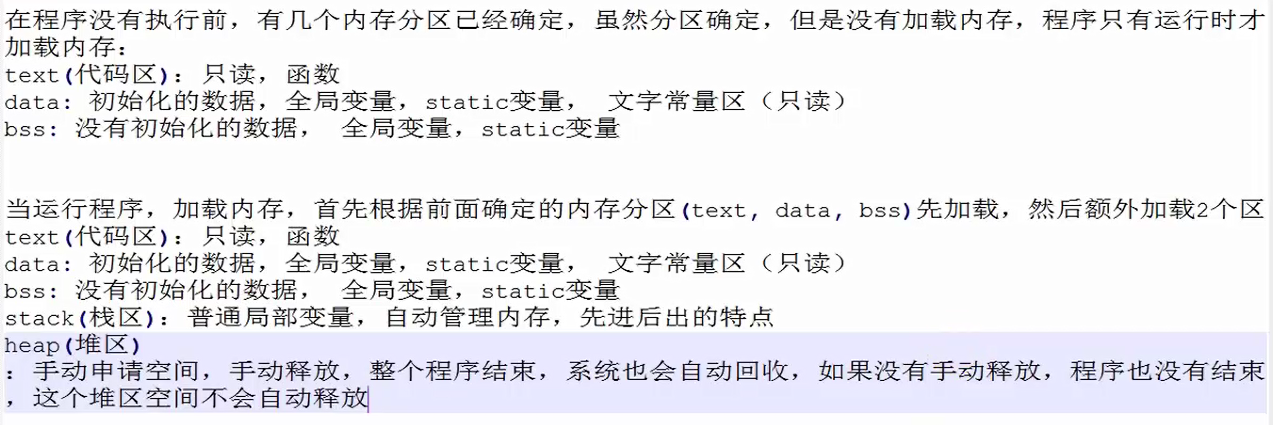 在程序没有执行前，有几个内存分区已经确定，虽然分区确定，但是没有加载内存，程序只有运行时才
加载内存：
text(代码区)：只读，函数
data: 初始化的数据，全局变量，static变量， 文字常量区（只读）
bss: 没有初始化的数据， 全局变量，static变量
当运行程序，加载内存，首先根据前面确定的内存分区(text, data, bss)先加载，然后额外加载2个区
text(代码区)：只读，函数
data: 初始化的数据，全局变量，static变量， 文字常量区（只读）
bss: 没有初始化的数据， 全局变量，static变量
stack(栈区)：普通局部变量，自动管理内存，先进后出的特点
heap(堆区)
：手动申请空间，手动释放，整个程序结束，系统也会自动回收，如果没有手动释放，程序也没有结束
，这个堆区空间不会自动释放